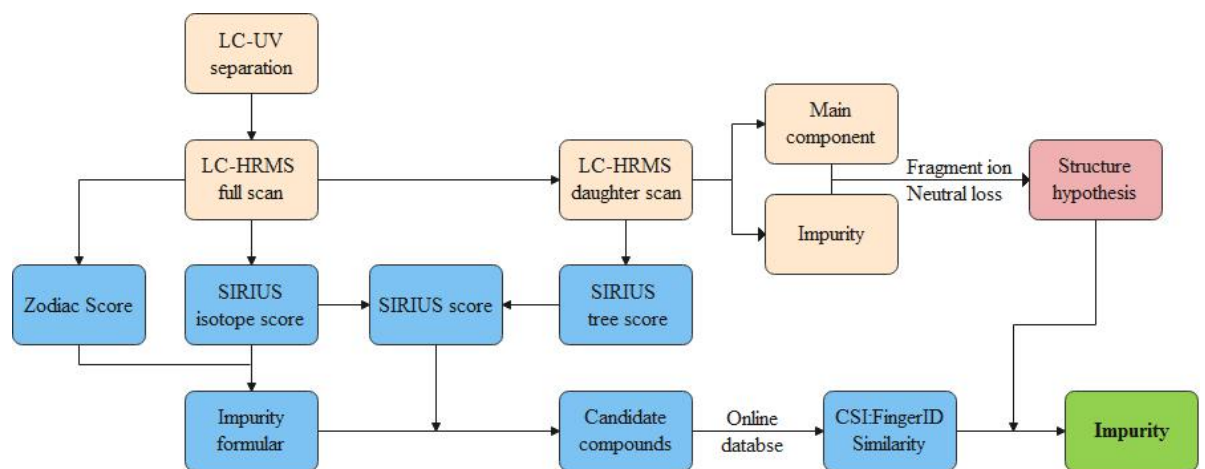 LC-UV
separation
LC-HRMS
full scan
LC-HRMS
daughter scan
Main
component
Impurity
Fragment ion
Neutral loss
Structure
hypothesis
Zodiac Score
SIRIUS
isotope score
SIRIUS score
SIRIUS
tree score
Impurity
formular
Candidate
compounds
Online
databse
CSI:FingerID
Similarity
Impurity